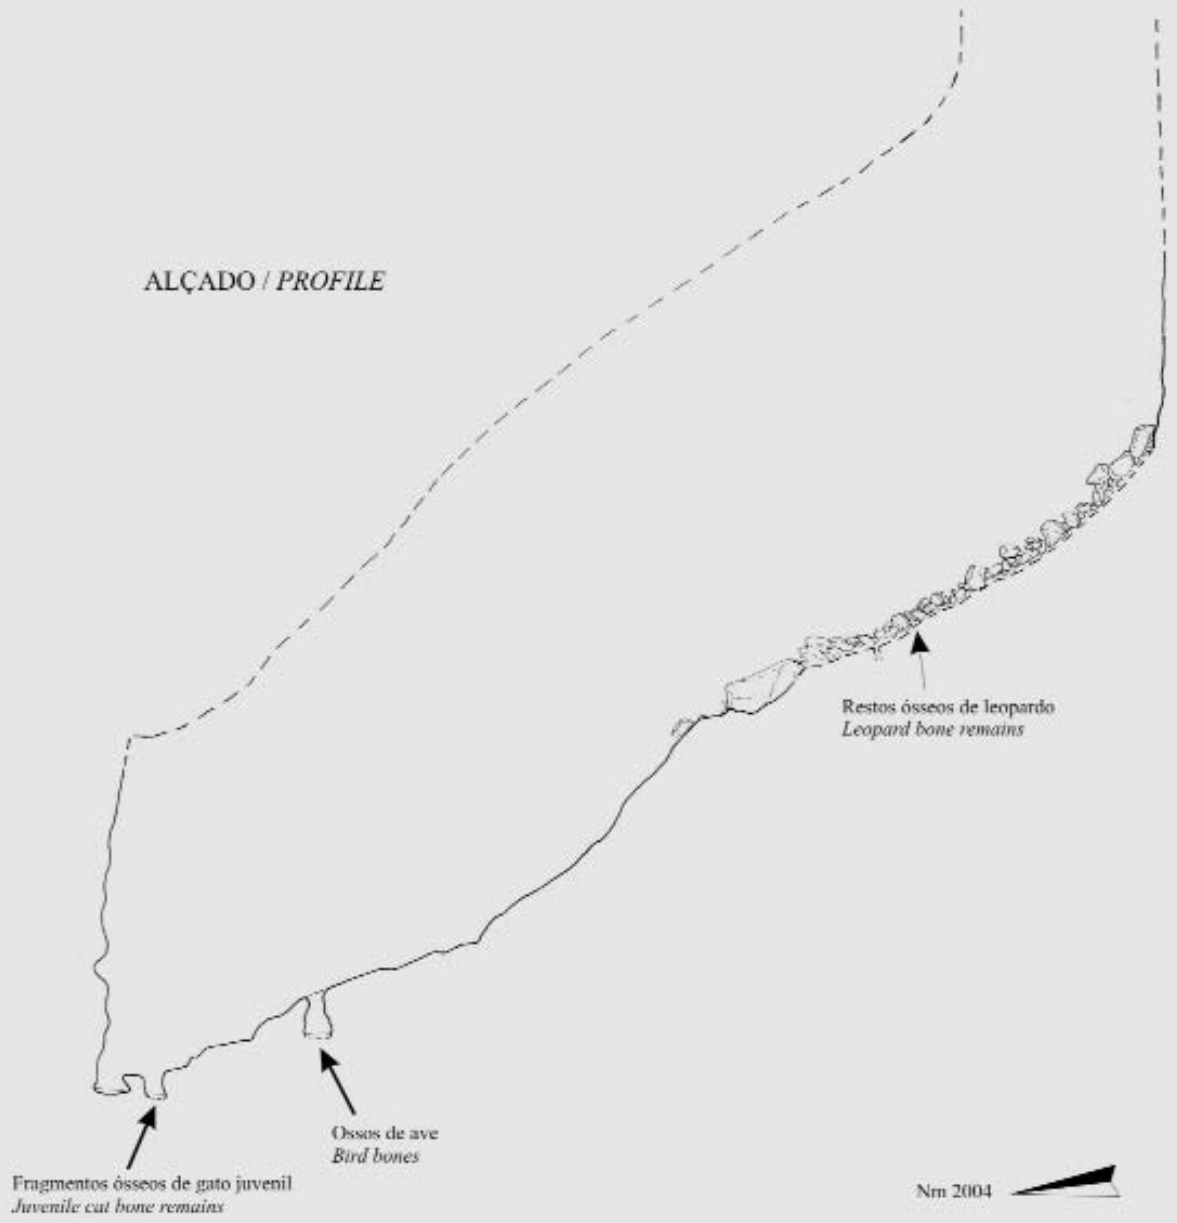 ALÇADO / PROFILE
Restos ósseos de leopardo
Leopard bone remains
Ossos de ave
Bird bones
Fragmentos ósseos de gato juvenil
Juvenile cat bone remains
Nm 2004